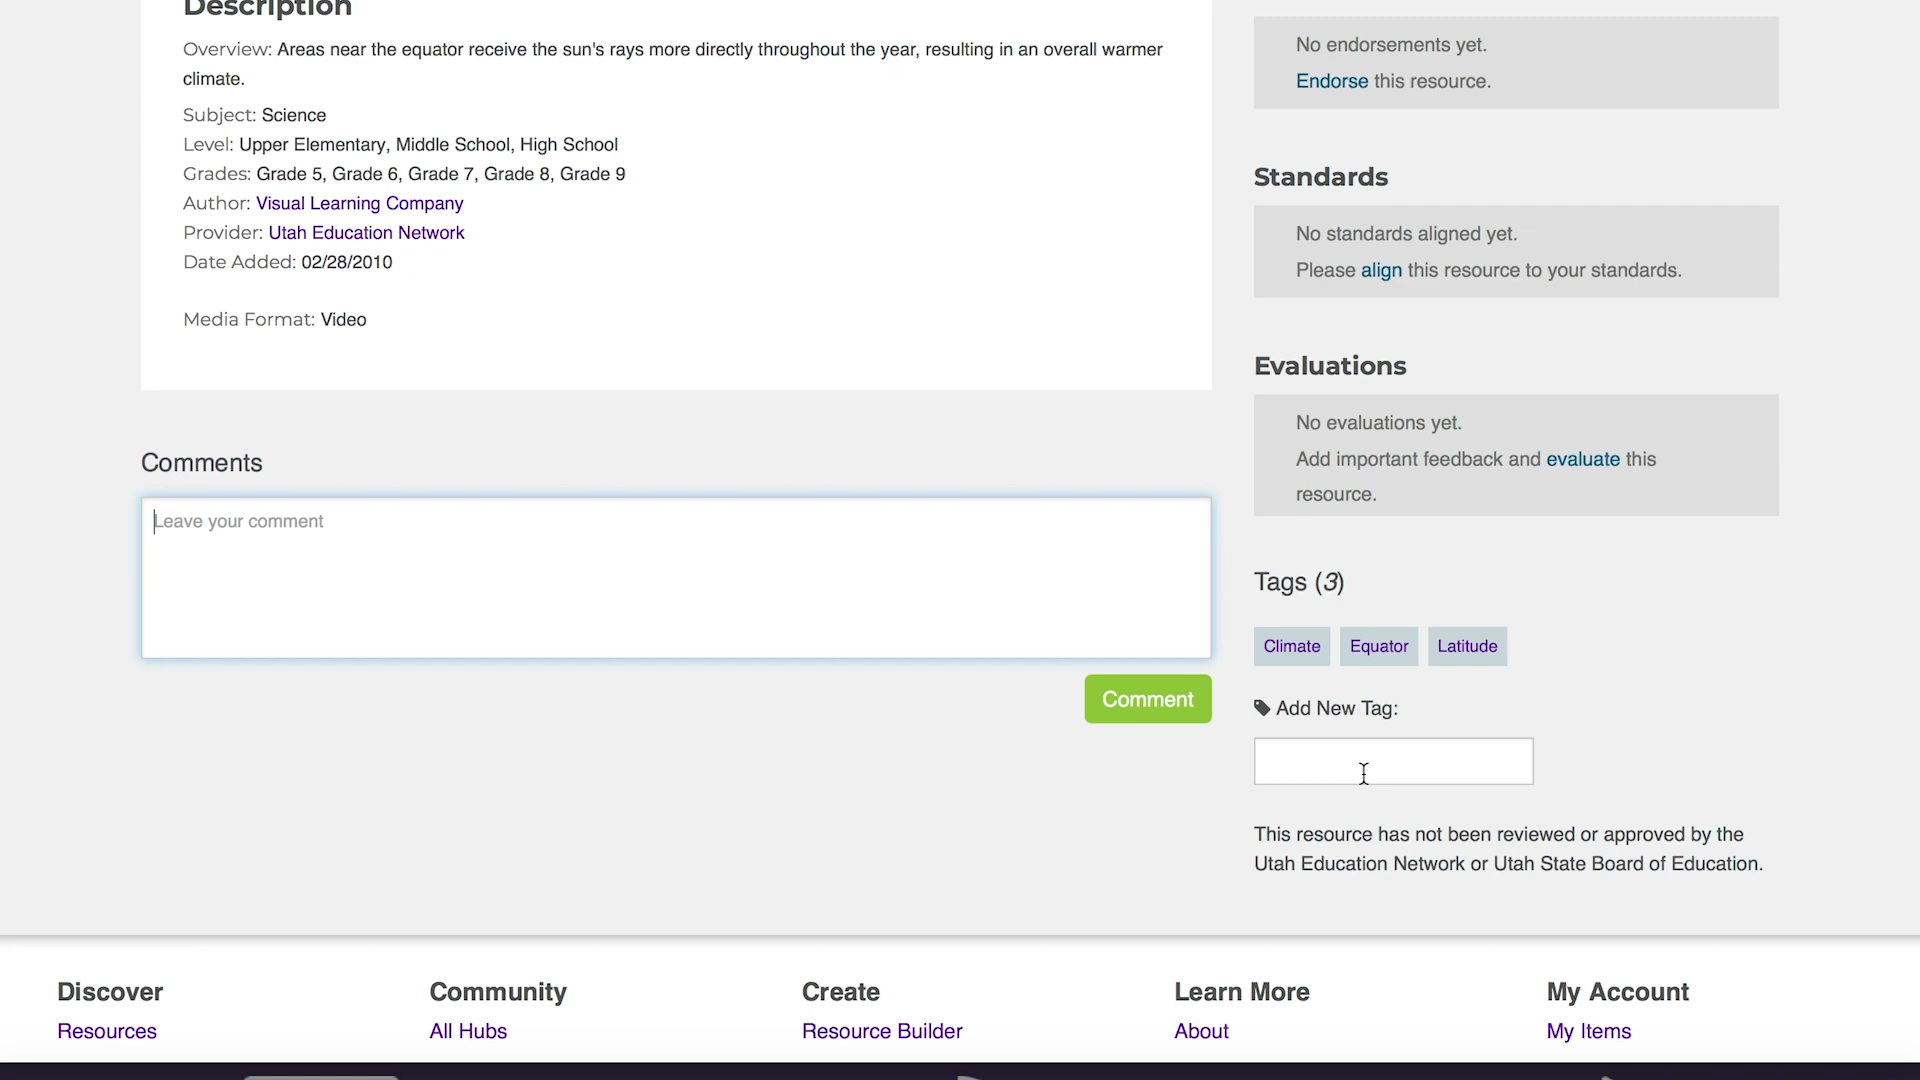 Description
Overview: Areas near the equator receive the sun's rays more directly throughout the year, resulting in an overall warmer
climate.
Subject: Science
Level: Upper Elementary, Middle School, High School
Grades: Grade 5, Grade 6, Grade 7, Grade 8, Grade 9
Author: Visual Learning Company
Provider: Utah Education Network
Date Added: 02/28/2010
Media Format: Video
Comments
Leave your comment
Comment
No endorsements yet.
Endorse this resource.
Standards
No standards aligned yet.
Please align this resource to your standards.
Evaluations
No evaluations yet.
Add important feedback and evaluate this
resource.
Tags (3)
Climate Equator Latitude
Add New Tag:
This resource has not been reviewed or approved by the
Utah Education Network or Utah State Board of Education.
Discover
Resources
Community
All Hubs
Create
Resource Builder
Learn More
About
My Account
My Items